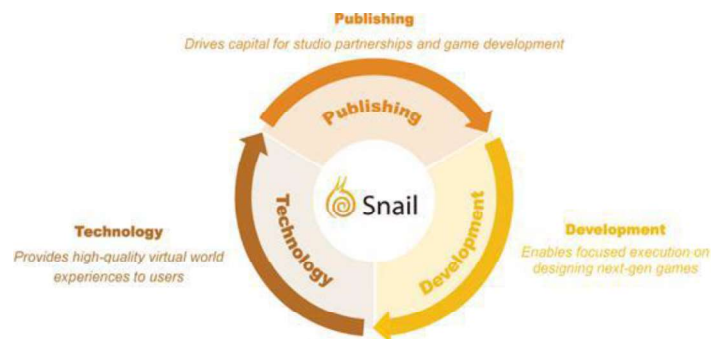 Publishing
Drives capital for studio partnerships and game development
Publishing
Technology
Snail
Development
Technology
Provides high-quality virtual world
experiences to users
Development
Enables focused execution on
designing next-gen games